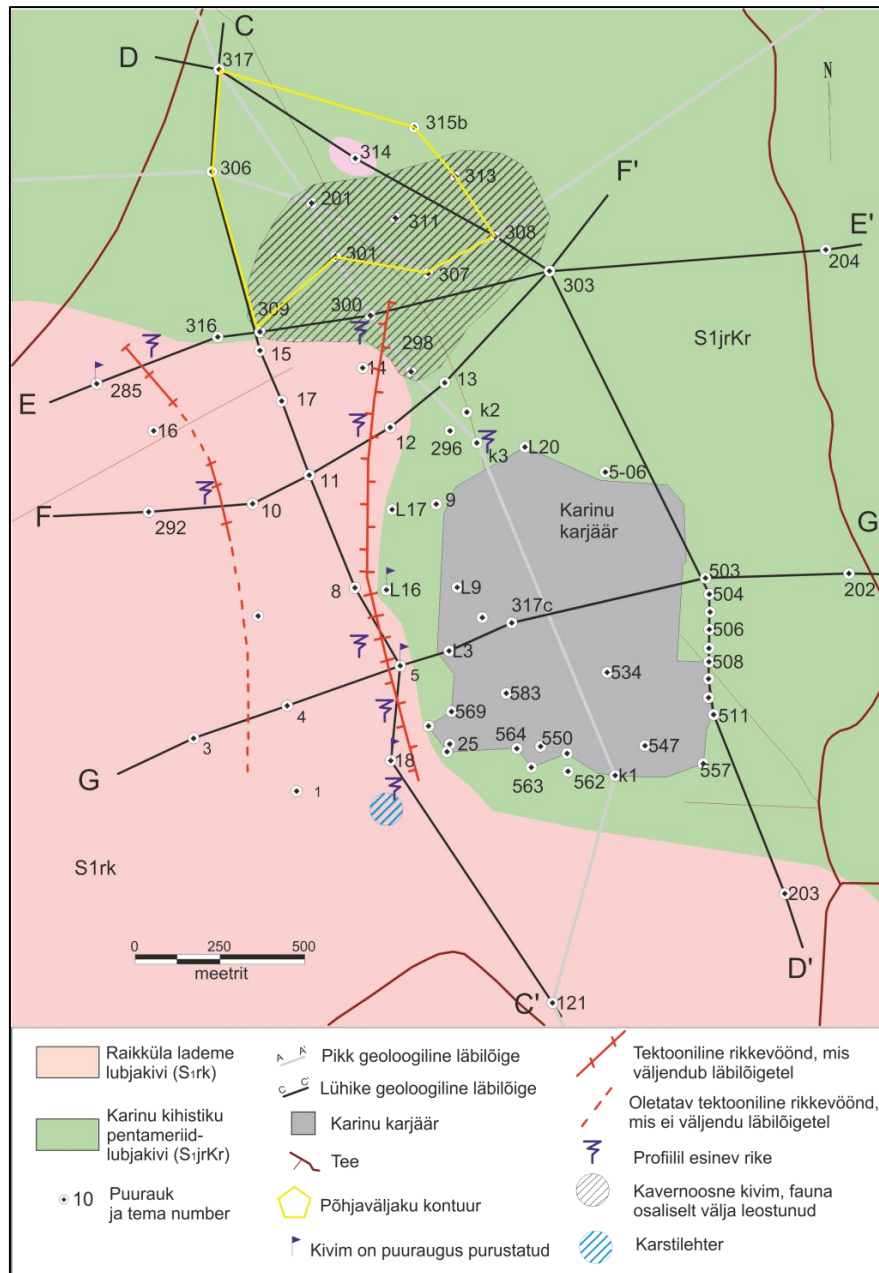 C
D
317
315b
N
314
306
313
201
F'
311
308
E'
301
204
307
303
309
300
316
S1jrKr
15
298
14
13
285
E
17
k2
16
12
296
k3
L20
11
5-06
10
L17
9
Karinu
karjäär
F
292
G
503
8
L16
L9
504
202
317c
506
L3
508
5
534
583
4
569
511
3
564
550
547
25
18
557
G
563
562
k1
1
S1rk
203
0 250 500
meetrit
D'
C'
121
Raikküla lademe
lubjakivi (S1rk)
Karinu kihistiku
pentameriid-
lubjakivi (S1jrKr)
10
Puurauk
ja tema number
A A'
Pikk geoloogiline läbilõige
C C'
Lühike geoloogiline läbilõige
Karinu karjäär
Tee
Põhjaväljaku kontuur
Kivim on puuraugus purustatud
Tektooniline rikkevöönd, mis
väljendub läbilõigetel
Oletatav tektooniline rikkevöönd,
mis ei väljendu läbilõigetel
Profiilil esinev rike
Kavernoosne kivim, fauna
osaliselt välja leostunud
Karstilehter